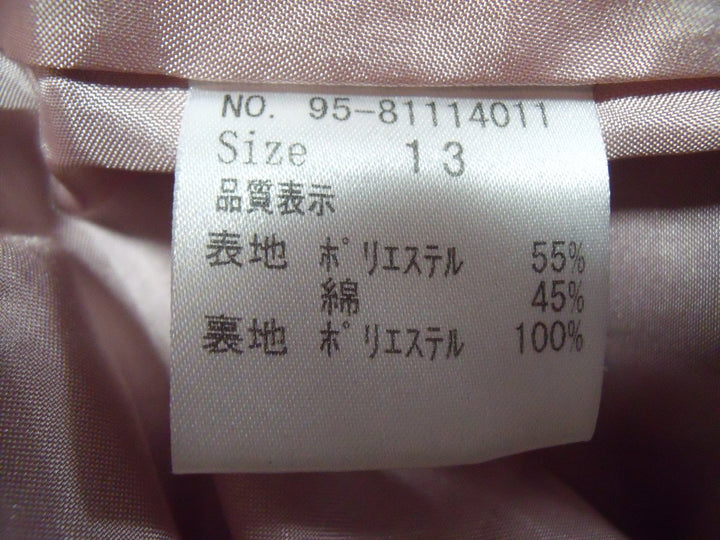 NO. 95-81114011
Size 13
品質表示
表地 ポリエステル 55%
綿 45%
裏地 ポリエステル 100%